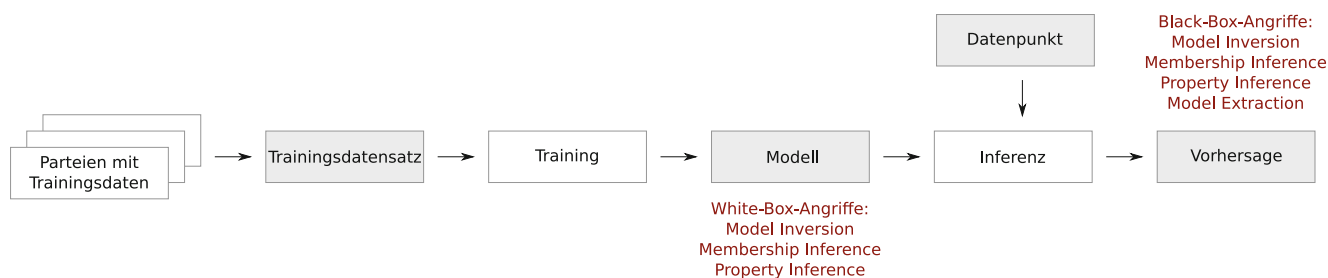 Parteien mit
Trainingsdaten
Trainingsdatensatz
Training
Modell
White-Box-Angriffe:
Model Inversion
Membership Inference
Property Inference
Datenpunkt
Inferenz
Black-Box-Angriffe:
Model Inversion
Membership Inference
Property Inference
Model Extraction
Vorhersage